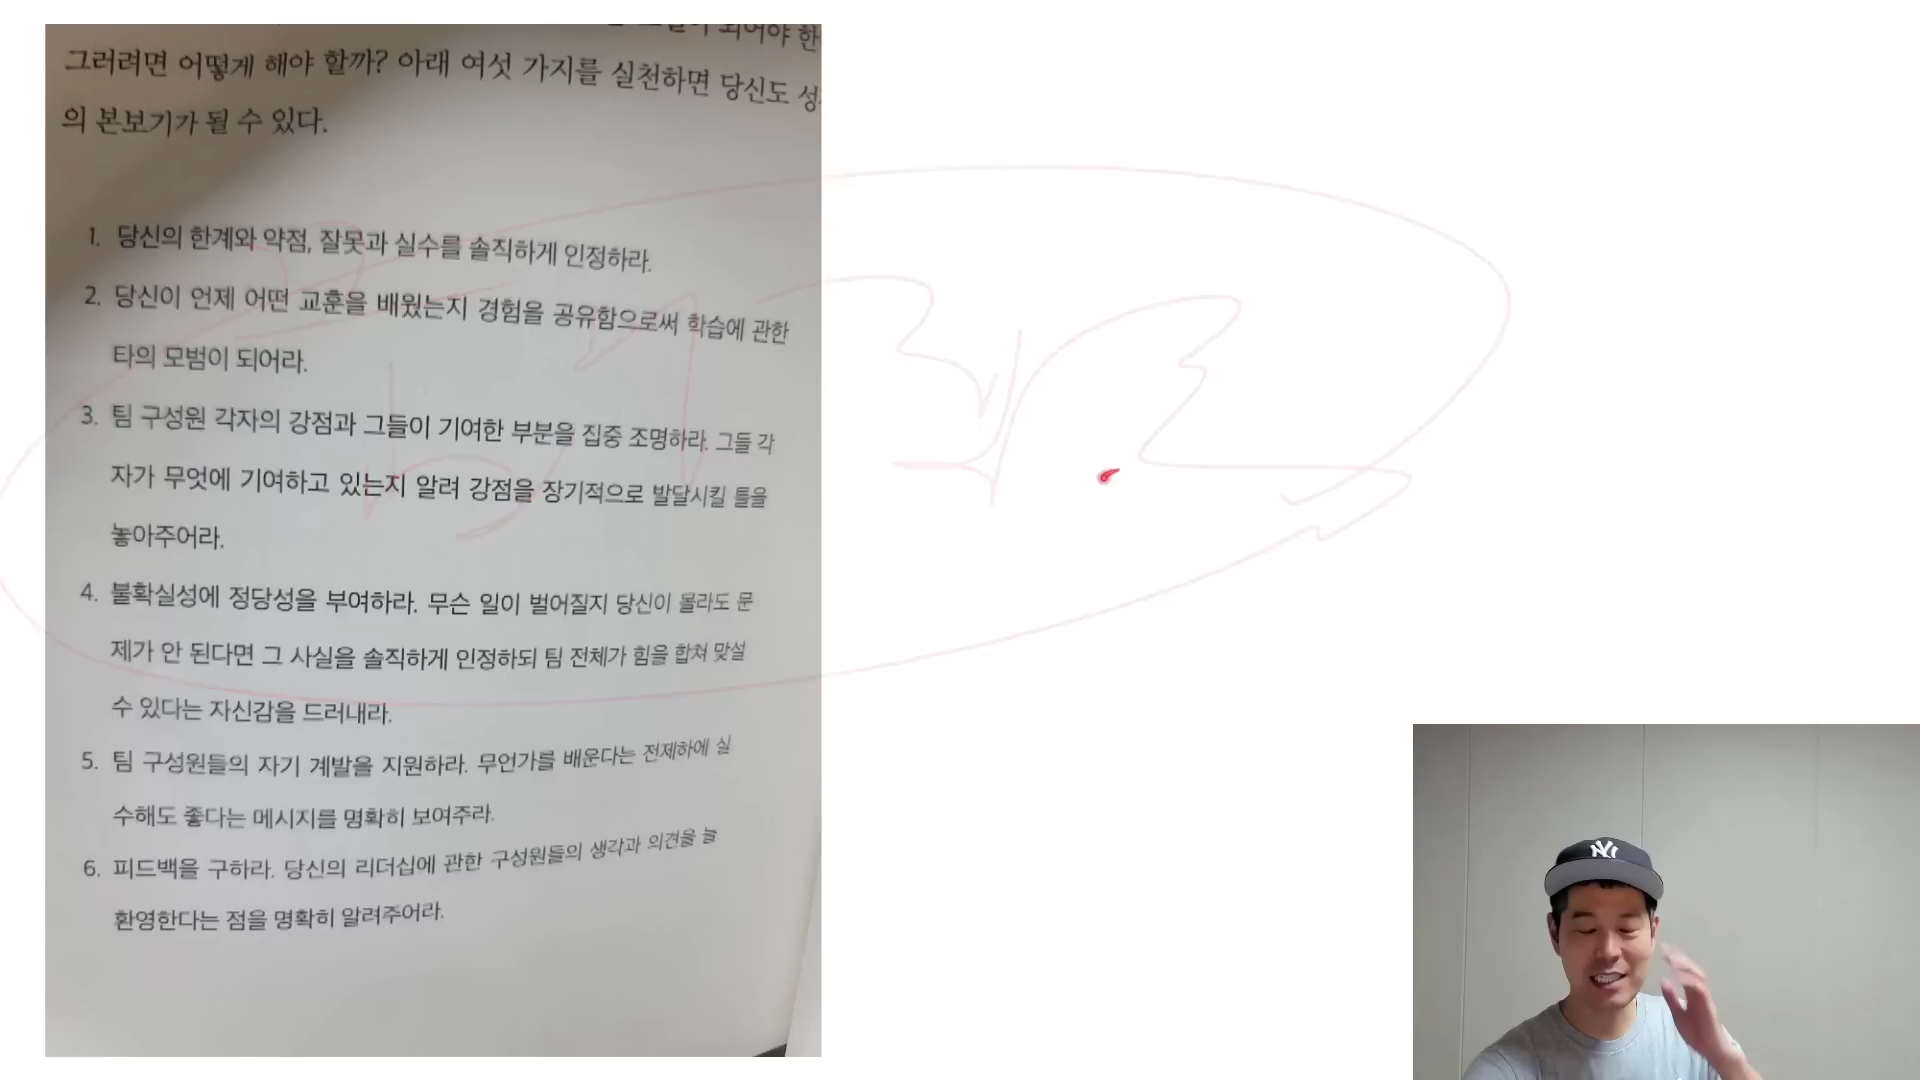 되어야 한
그러려면 어떻게 해야 할까? 아래 여섯 가지를 실천하면 당신도 성
의 본보기가 될 수 있다.
1. 당신의 한계와 약점, 잘못과 실수를 솔직하게 인정하라.
2. 당신이 언제 어떤 교훈을 배웠는지 경험을 공유함으로써 학습에 관한
타의 모범이 되어라.
3. 팀 구성원 각자의 강점과 그들이 기여한 부분을 집중 조명하라. 그들 각
자가 무엇에 기여하고 있는지 알려 강점을 장기적으로 발달시킬 틀을
놓아주어라.
4. 불확실성에 정당성을 부여하라. 무슨 일이 벌어질지 당신이 몰라도 문
제가 안 된다면 그 사실을 솔직하게 인정하되 팀 전체가 힘을 합쳐 맞설
수 있다는 자신감을 드러내라.
5. 팀 구성원들의 자기 계발을 지원하라. 무언가를 배운다는 전제하에 실
수해도 좋다는 메시지를 명확히 보여주라.
6. 피드백을 구하라. 당신의 리더십에 관한 구성원들의 생각과 의견을 늘
환영한다는 점을 명확히 알려주어라.
NY